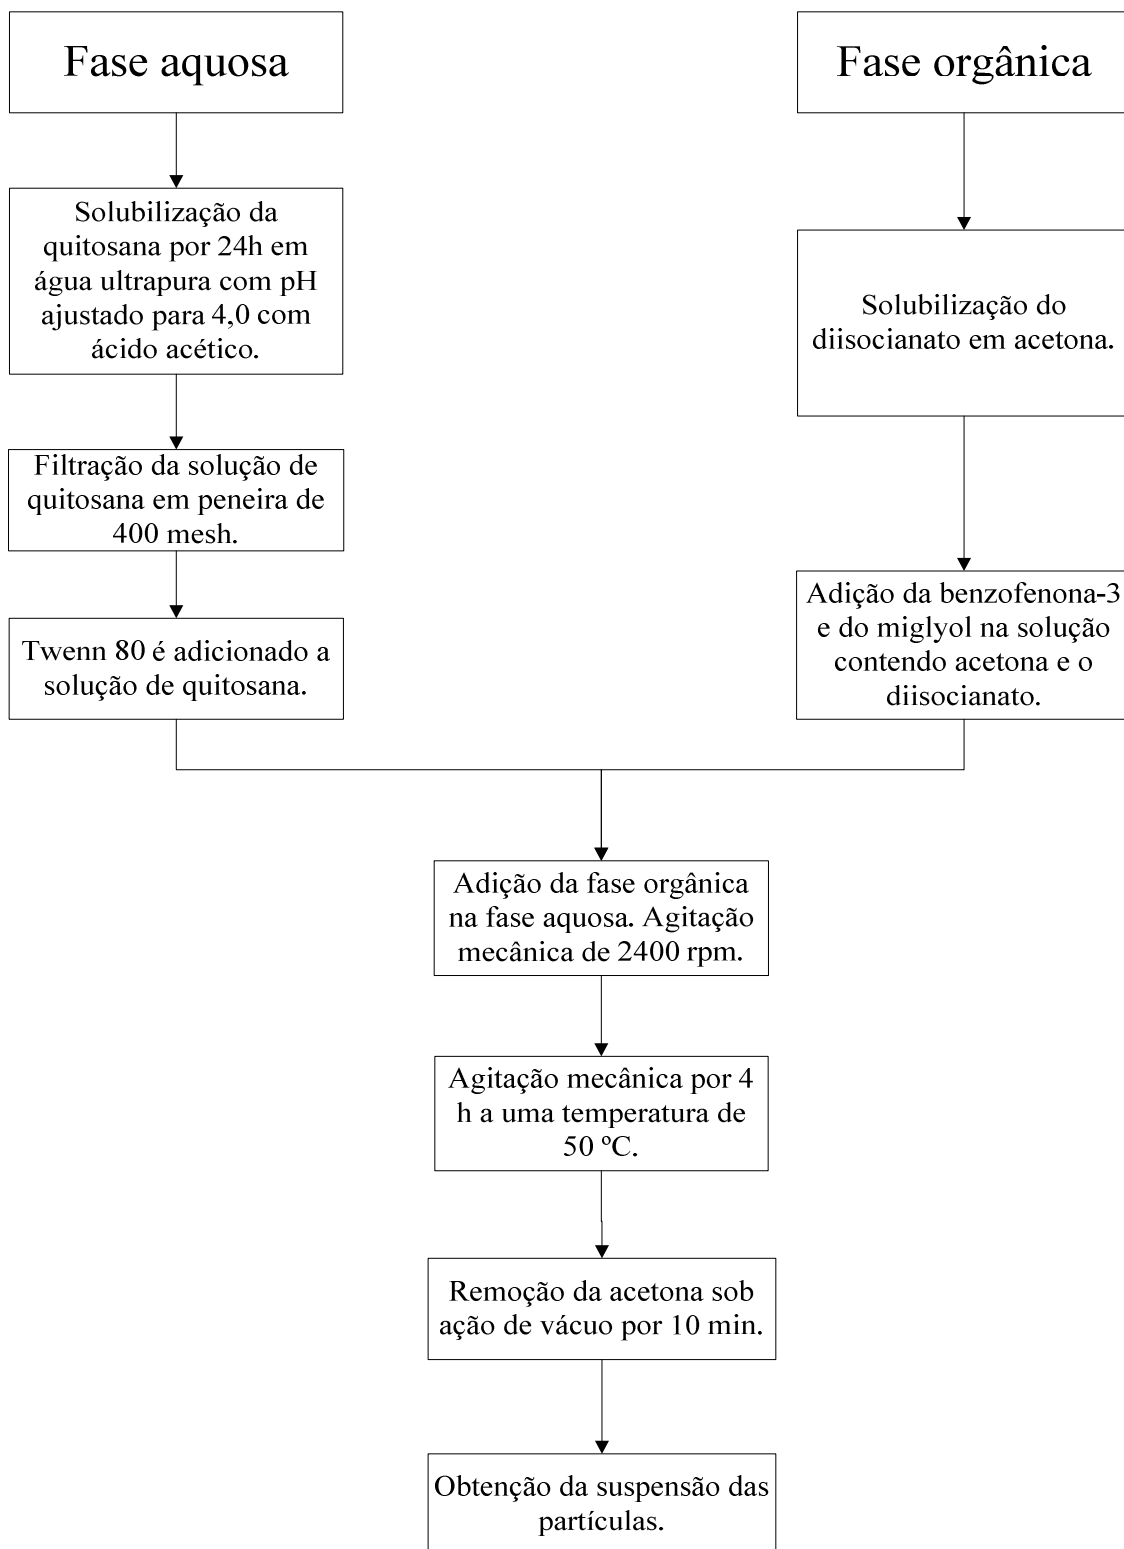 Fase aquosa
Solubilização da
quitosana por 24h em
água ultrapura com pH
ajustado para 4,0 com
ácido acético.
Filtração da solução de
quitosana em peneira de
400 mesh.
Twenn 80 é adicionado a
solução de quitosana.
Fase orgânica
Solubilização do
diisocianato em acetona.
Adição da benzofenona-3
e do miglyol na solução
contendo acetona e o
diisocianato.
Adição da fase orgânica
na fase aquosa. Agitação
mecânica de 2400 rpm.
Agitação mecânica por 4
h a uma temperatura de
50 ºC.
Remoção da acetona sob
ação de vácuo por 10 min.
Obtenção da suspensão das
partículas.